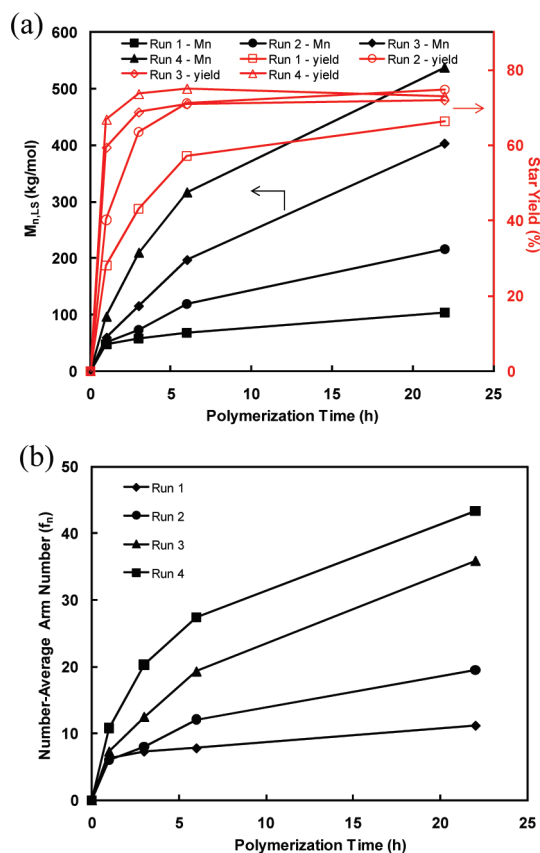 (a)
Run 1 - Mn Run 2 - Mn Run 3 - Mn
Run 4 - Mn Run 1 - yield Run 2 - yield
Run 3 - yield Run 4 - yield
600
500
400
300
200
100
0
M_n,LS (kg/mol)
80
60
40
20
0
Star Yield (%)
0 5 10 15 20 25
Polymerization Time (h)
(b)
50
40
30
20
10
0
Number-Average Arm Number (f_n)
Run 1
Run 2
Run 3
Run 4
0 5 10 15 20 25
Polymerization Time (h)